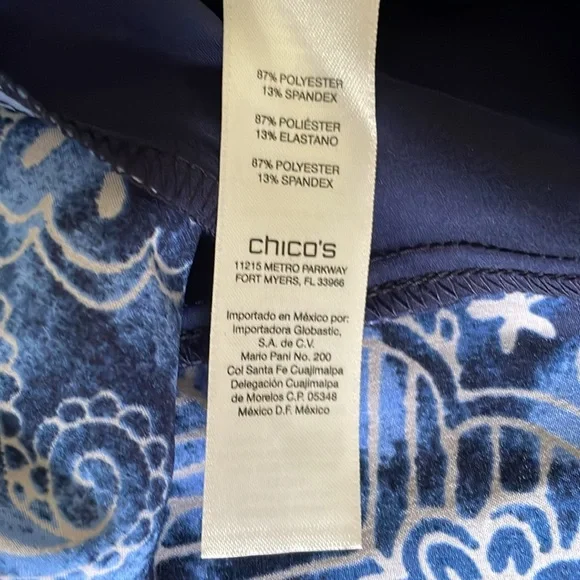 87% POLYESTER
13% SPANDEX
87% POLIÉSTER
13% ELASTANO
87% POLYESTER
13% SPANDEX
chico's
11215 METRO PARKWAY
FORT MYERS, FL 33966
Importado en México por:
Importadora Globastic,
S.A. de C.V.
Mario Pani No. 200
Col Santa Fe Cuajimalpa
Delegación Cuajimalpa
de Morelos C.P. 05348
México D.F. México